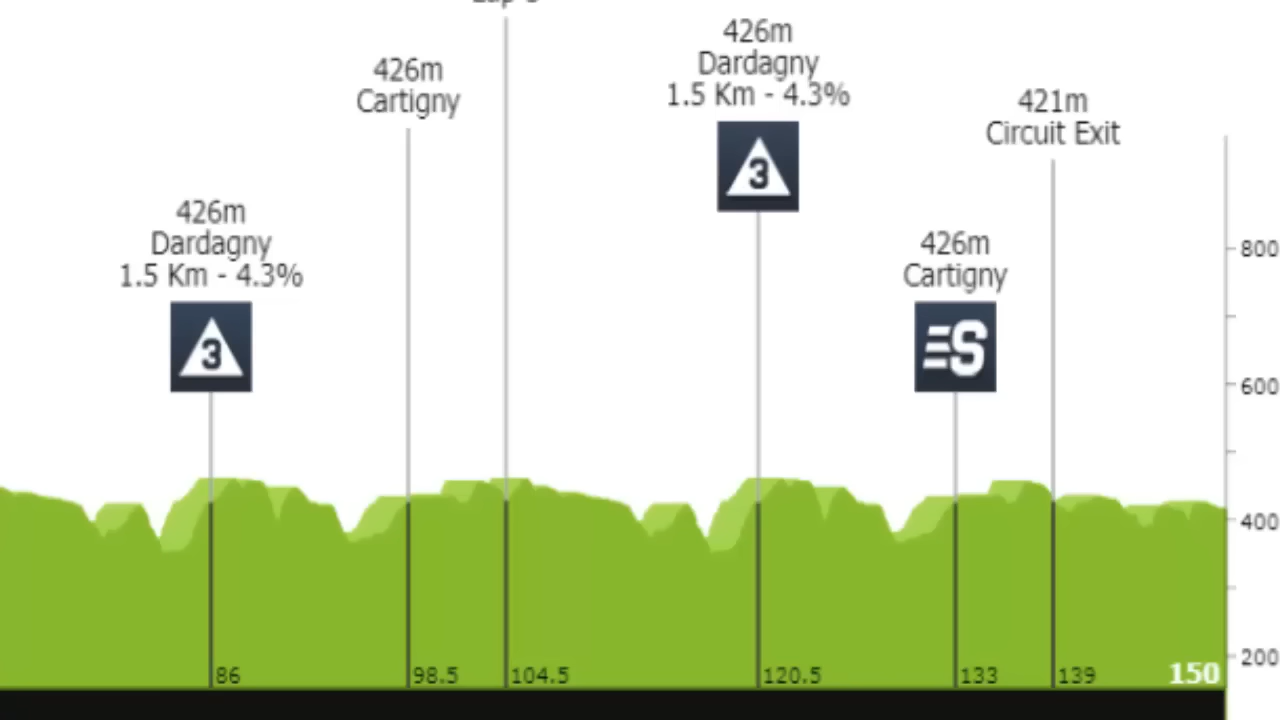 426m
Dardagny
1.5 Km - 4.3%
3
426m
Cartigny
426m
Dardagny
1.5 Km - 4.3%
3
426m
Cartigny
S
421m
Circuit Exit
800
600
400
200
86
98.5
104.5
120.5
133
139
150